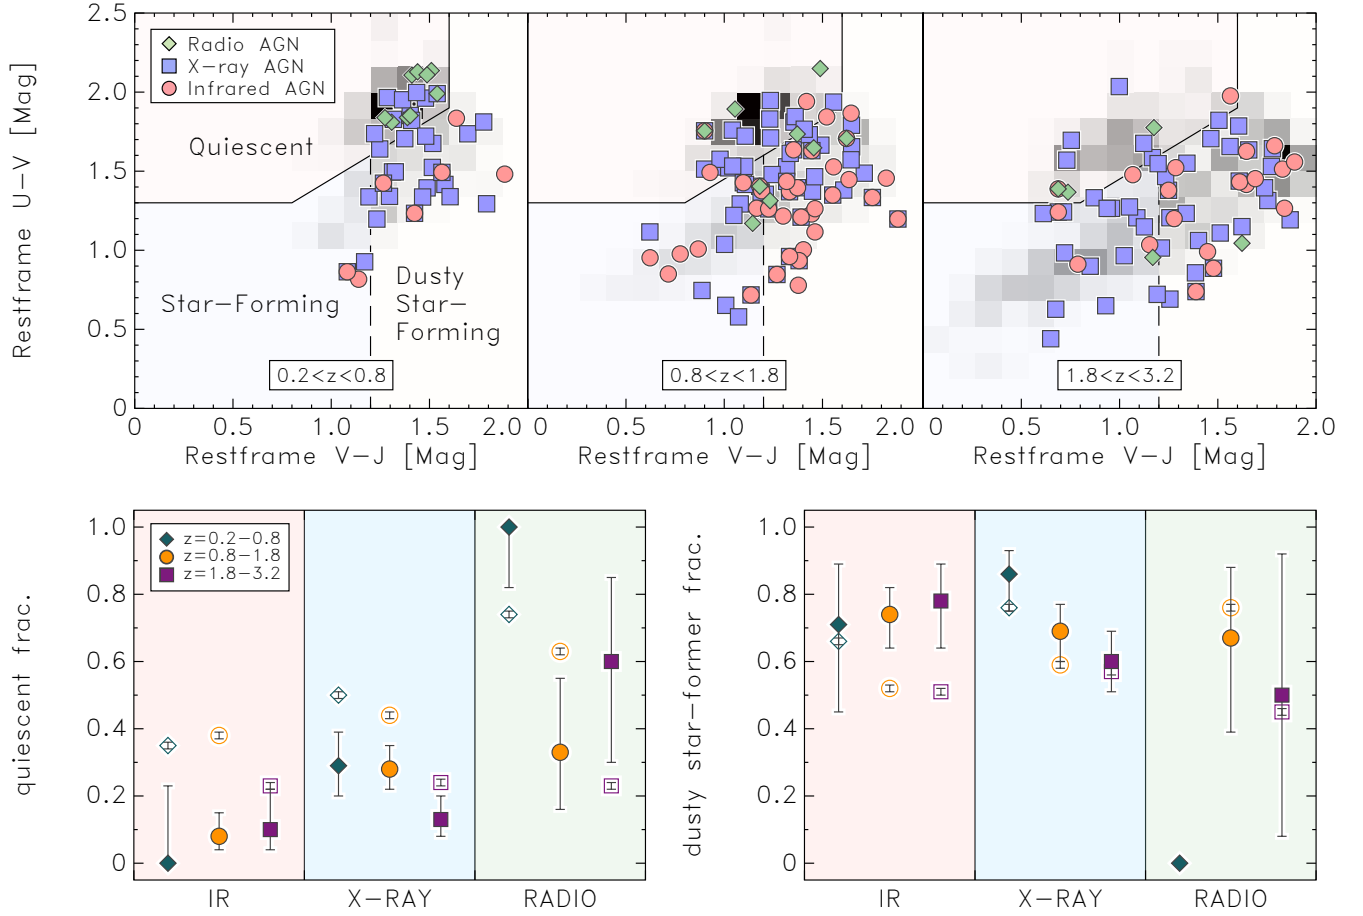 2.5
2.0
1.5
1.0
0.5
0
Restframe U−V [Mag]
Radio AGN
X−ray AGN
Infrared AGN
Quiescent
Star−Forming
Dusty
Star−
Forming
0.2<z<0.8
0.8<z<1.8
1.8<z<3.2
0 0.5 1.0 1.5 2.0 0 0.5 1.0 1.5 2.0 0 0.5 1.0 1.5 2.0
Restframe V−J [Mag] Restframe V−J [Mag] Restframe V−J [Mag]
1.0
0.8
0.6
0.4
0.2
0
quiescent frac.
z=0.2−0.8
z=0.8−1.8
z=1.8−3.2
IR X−RAY RADIO
1.0
0.8
0.6
0.4
0.2
0
dusty star−former frac.
IR X−RAY RADIO